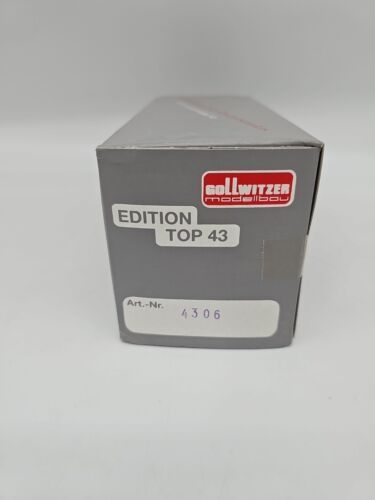 GOLLWITZER
modellbau
EDITION
TOP 43
Art.-Nr. 4306